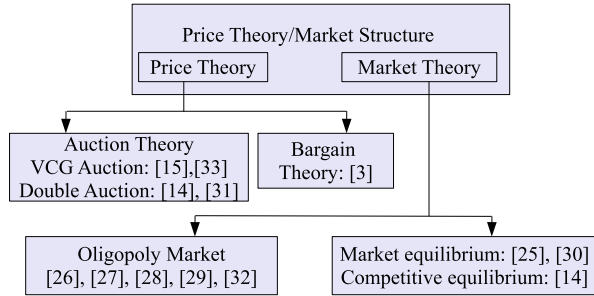 Price Theory/Market Structure
Price Theory
Market Theory
Auction Theory
VCG Auction: [15],[33]
Double Auction: [14], [31]
Bargain
Theory: [3]
Oligopoly Market
[26], [27], [28], [29], [32]
Market equilibrium: [25], [30]
Competitive equilibrium: [14]